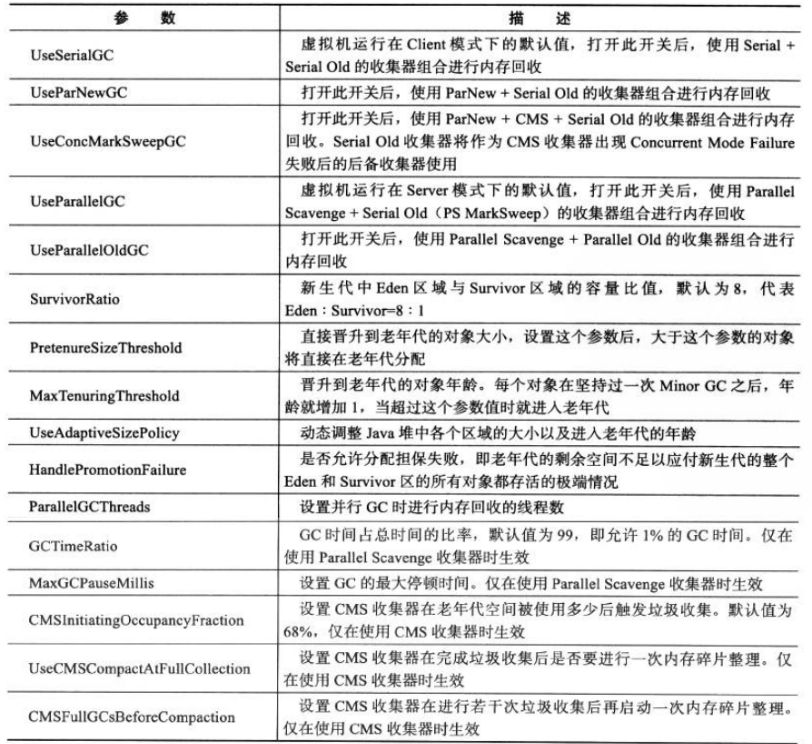 参 数 描 述
UseSerialGC
虚拟机运行在 Client 模式下的默认值，打开此开关后，使用 Serial +
Serial Old 的收集器组合进行内存回收
UseParNewGC
打开此开关后，使用 ParNew + Serial Old 的收集器组合进行内存回收
UseConcMarkSweepGC
打开此开关后，使用 ParNew + CMS + Serial Old 的收集器组合进行内存
回收。Serial Old 收集器将作为 CMS 收集器出现 Concurrent Mode Failure
失败后的后备收集器使用
UseParallelGC
虚拟机运行在 Server 模式下的默认值，打开此开关后，使用 Parallel
Scavenge + Serial Old（PS MarkSweep）的收集器组合进行内存回收
UseParallelOldGC
打开此开关后，使用 Parallel Scavenge + Parallel Old 的收集器组合进行
内存回收
SurvivorRatio
新生代中 Eden 区域与 Survivor 区域的容量比值，默认为 8，代表
Eden：Survivor=8：1
PretenureSizeThreshold
直接晋升到老年代的对象大小，设置这个参数后，大于这个参数的对象
将直接在老年代分配
MaxTenuringThreshold
晋升到老年代的对象年龄。每个对象在坚持过一次 Minor GC 之后，年
龄就增加 1，当超过这个参数值时就进入老年代
UseAdaptiveSizePolicy
动态调整 Java 堆中各个区域的大小以及进入老年代的年龄
HandlePromotionFailure
是否允许分配担保失败，即老年代的剩余空间不足以应付新生代的整个
Eden 和 Survivor 区的所有对象都存活的极端情况
ParallelGCThreads
设置并行 GC 时进行内存回收的线程数
GCTimeRatio
GC 时间占总时间的比率，默认值为 99，即允许 1% 的 GC 时间。仅在
使用 Parallel Scavenge 收集器时生效
MaxGCPauseMillis
设置 GC 的最大停顿时间。仅在使用 Parallel Scavenge 收集器时生效
CMSInitiatingOccupancyFraction
设置 CMS 收集器在老年代空间被使用多少后触发垃圾收集。默认值为
68%，仅在使用 CMS 收集器时生效
UseCMSCompactAtFullCollection
设置 CMS 收集器在完成垃圾收集后是否要进行一次内存碎片整理。仅
在使用 CMS 收集器时生效
CMSFullGCsBeforeCompaction
设置 CMS 收集器在进行若干次垃圾收集后再启动一次内存碎片整理。
仅在使用 CMS 收集器时生效